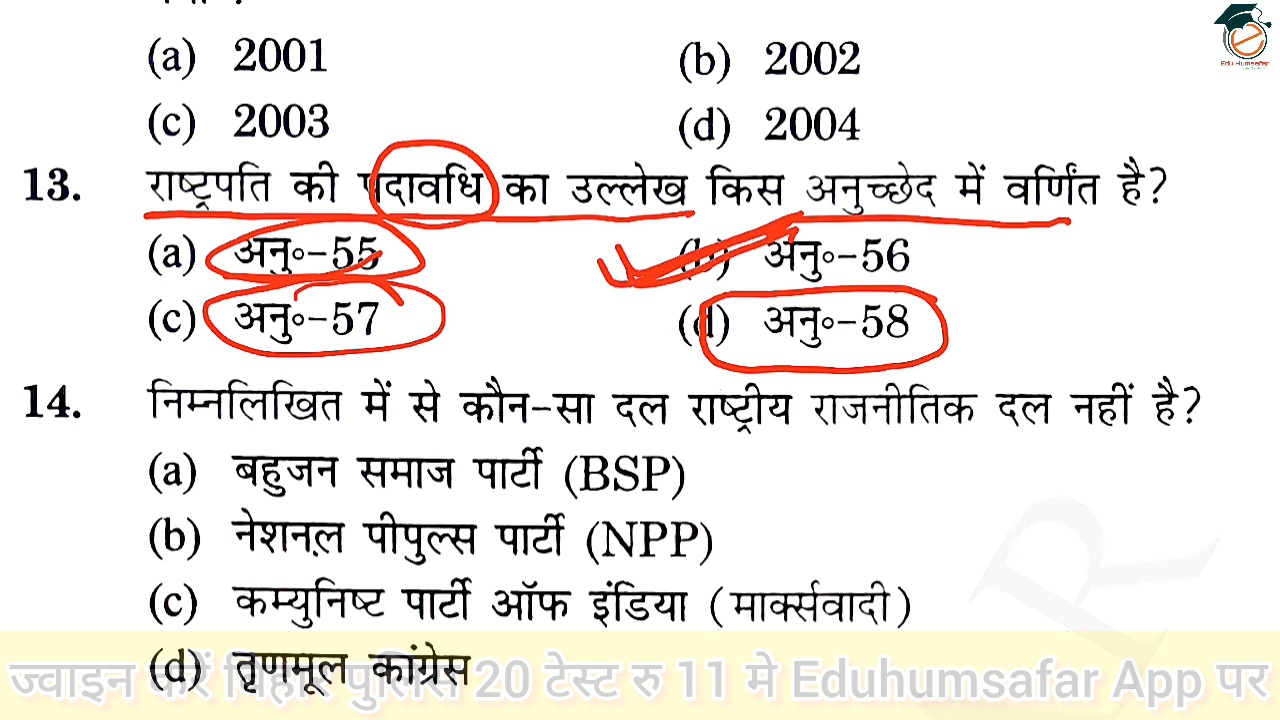 Edu Humsafar
(a) 2001 (b) 2002
(c) 2003 (d) 2004
13. राष्ट्रपति की पदावधि का उल्लेख किस अनुच्छेद में वर्णित है?
(a) अनु॰-55 (b) अनु॰-56
(c) अनु॰-57 (d) अनु॰-58
14. निम्नलिखित में से कौन-सा दल राष्ट्रीय राजनीतिक दल नहीं है?
(a) बहुजन समाज पार्टी (BSP)
(b) नेशनल पीपुल्स पार्टी (NPP)
(c) कम्युनिष्ट पार्टी ऑफ इंडिया (मार्क्सवादी)
(d) तृणमूल कांग्रेस
ज्वाइन करें बिहार पुलिस 20 टेस्ट रु 11 मे Eduhumsafar App पर